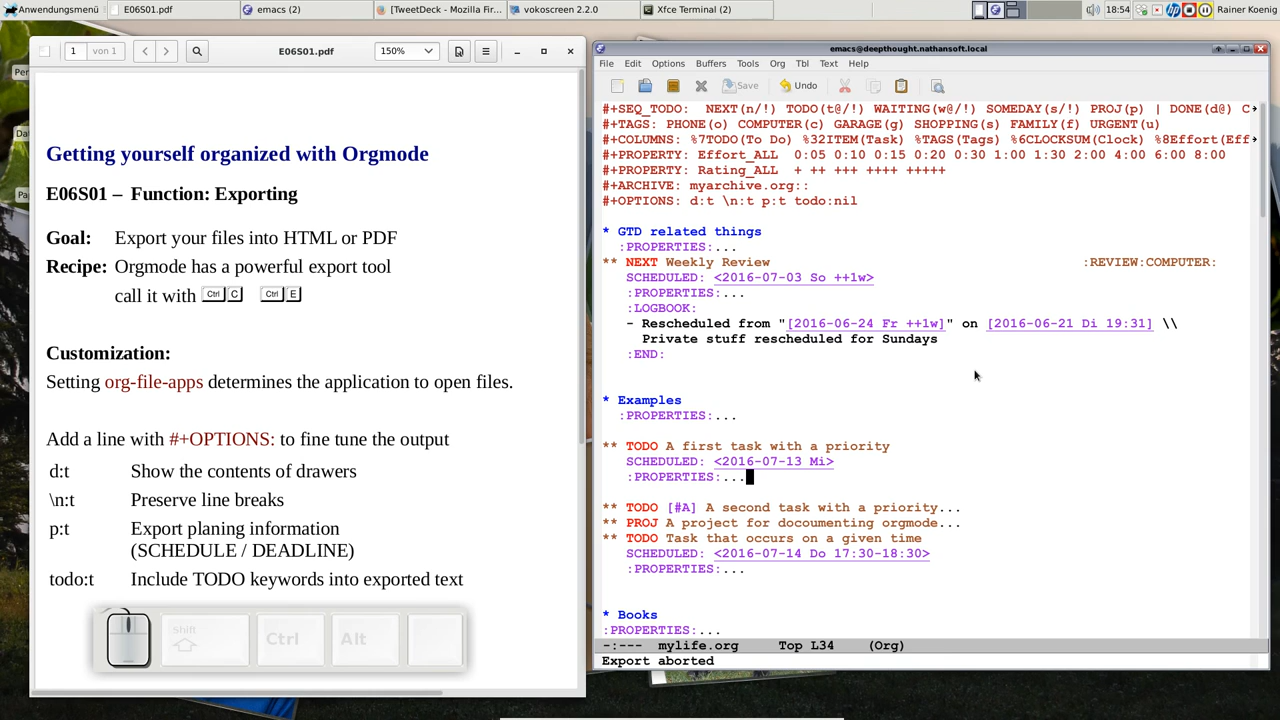 Anwendungsmenü
E06S01.pdf
emacs (2)
[TweetDeck - Mozilla Fir...
vokoscreen 2.2.0
Xfce Terminal (2)
18:54
Rainer Koenig
1 von 1
E06S01.pdf
150%
Getting yourself organized with Orgmode
E06S01 – Function: Exporting
Goal: Export your files into HTML or PDF
Recipe: Orgmode has a powerful export tool
call it with Ctrl C Ctrl E
Customization:
Setting org-file-apps determines the application to open files.
Add a line with #+OPTIONS: to fine tune the output
d:t Show the contents of drawers
\n:t Preserve line breaks
p:t Export planing information
(SCHEDULE / DEADLINE)
todo:t Include TODO keywords into exported text
Shift
Ctrl
Alt
emacs@deepthought.nathansoft.local
File Edit Options Buffers Tools Org Tbl Text Help
Save Undo
#+SEQ_TODO: NEXT(n/!) TODO(t@/!) WAITING(w@/!) SOMEDAY(s/!) PROJ(p) | DONE(d@) C
#+TAGS: PHONE(o) COMPUTER(c) GARAGE(g) SHOPPING(s) FAMILY(f) URGENT(u)
#+COLUMNS: %7TODO(To Do) %32ITEM(Task) %TAGS(Tags) %6CLOCKSUM(Clock) %8Effort(Eff
#+PROPERTY: Effort_ALL 0:05 0:10 0:15 0:20 0:30 1:00 1:30 2:00 4:00 6:00 8:00
#+PROPERTY: Rating_ALL + ++ +++ ++++ +++++
#+ARCHIVE: myarchive.org::
#+OPTIONS: d:t \n:t p:t todo:nil
* GTD related things
:PROPERTIES:...
** NEXT Weekly Review :REVIEW:COMPUTER:
SCHEDULED: <2016-07-03 So ++1w>
:PROPERTIES:...
:LOGBOOK:
- Rescheduled from "[2016-06-24 Fr ++1w]" on [2016-06-21 Di 19:31] \\
Private stuff rescheduled for Sundays
:END:
* Examples
:PROPERTIES:...
** TODO A first task with a priority
SCHEDULED: <2016-07-13 Mi>
:PROPERTIES:...
** TODO [#A] A second task with a priority...
** PROJ A project for docoumenting orgmode...
** TODO Task that occurs on a given time
SCHEDULED: <2016-07-14 Do 17:30-18:30>
:PROPERTIES:...
* Books
:PROPERTIES:...
-:--- mylife.org Top L34 (Org)
Export aborted